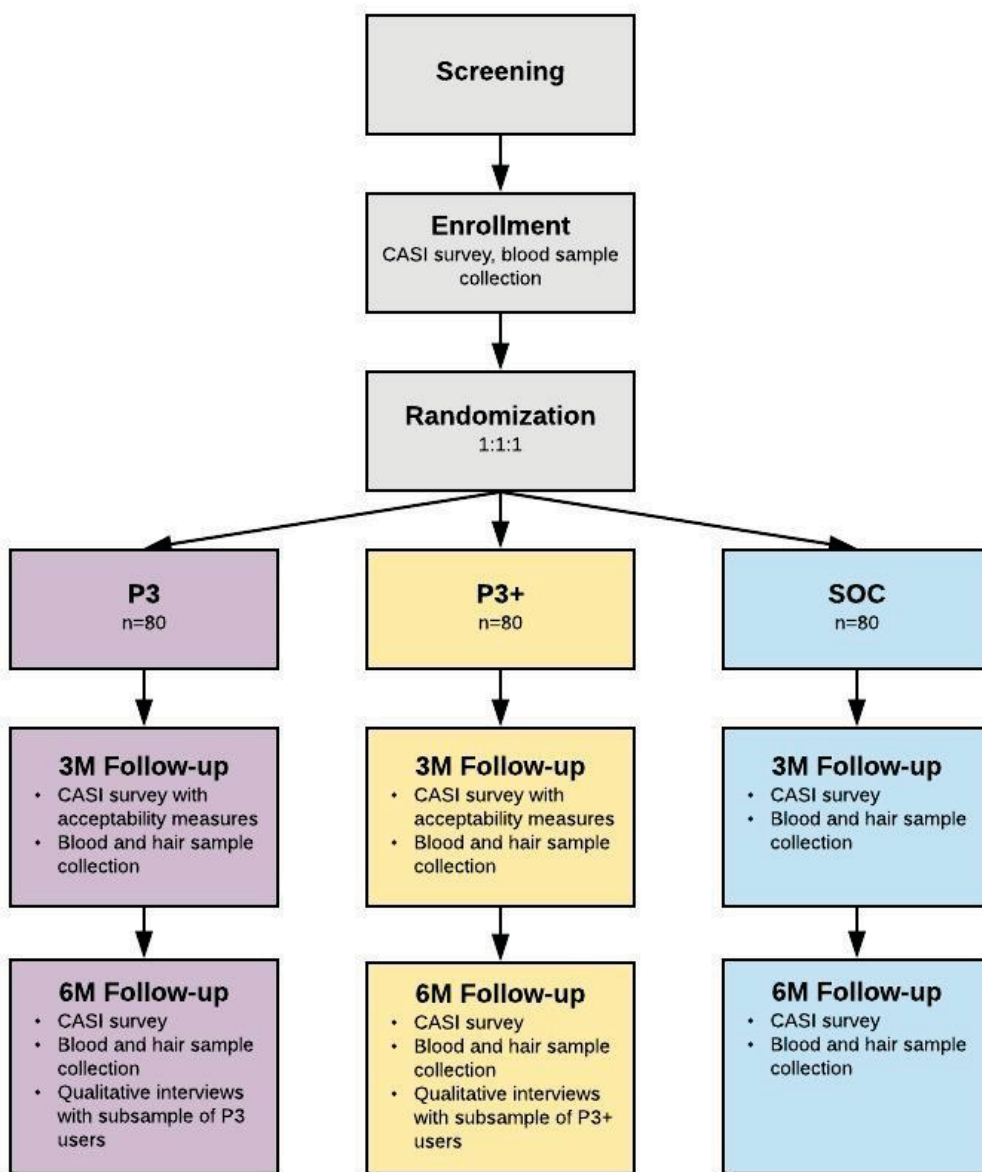 Screening
Enrollment
CASI survey, blood sample
collection
Randomization
1:1:1
P3
n=80
P3+
n=80
SOC
n=80
3M Follow-up
• CASI survey with
acceptability measures
• Blood and hair sample
collection
3M Follow-up
• CASI survey with
acceptability measures
• Blood and hair sample
collection
3M Follow-up
• CASI survey
• Blood and hair sample
collection
6M Follow-up
• CASI survey
• Blood and hair sample
collection
• Qualitative interviews
with subsample of P3
users
6M Follow-up
• CASI survey
• Blood and hair sample
collection
• Qualitative interviews
with subsample of P3+
users
6M Follow-up
• CASI survey
• Blood and hair sample
collection